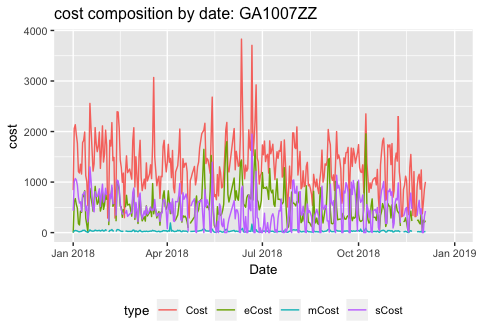 cost composition by date: GA1007ZZ
4000
3000
2000
1000
0
cost
Jan 2018 Apr 2018 Jul 2018 Oct 2018 Jan 2019
Date
type Cost eCost mCost sCost